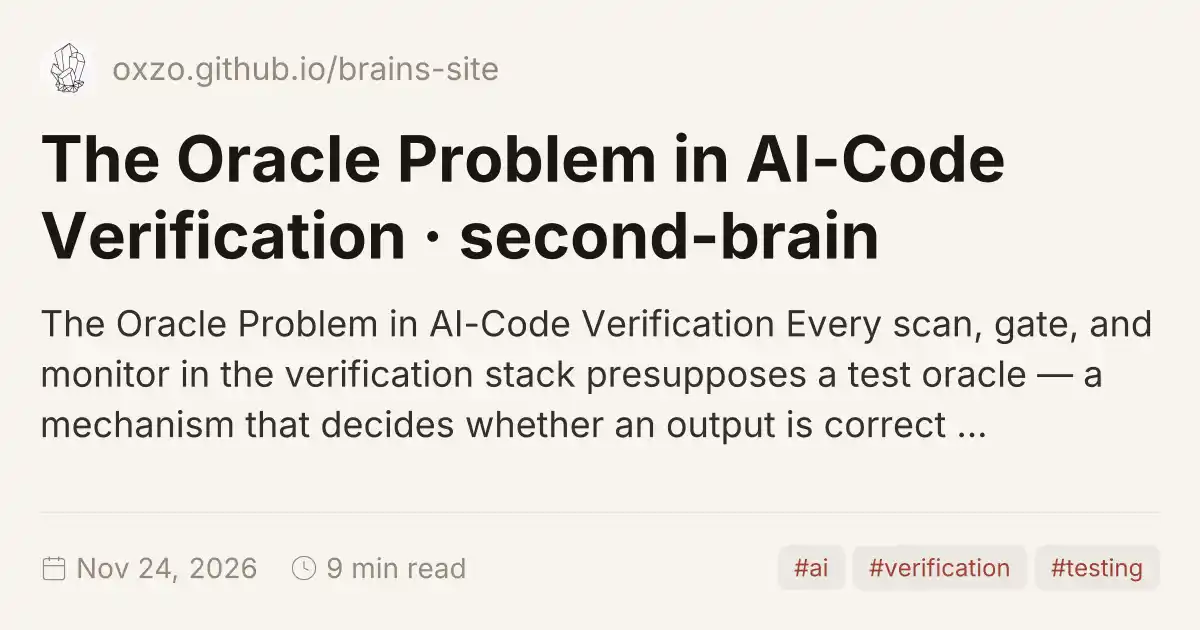 oxzo.github.io/brains-site
The Oracle Problem in AI-Code
Verification · second-brain
The Oracle Problem in AI-Code Verification Every scan, gate, and
monitor in the verification stack presupposes a test oracle — a
mechanism that decides whether an output is correct ...
Nov 24, 2026 9 min read #ai #verification #testing